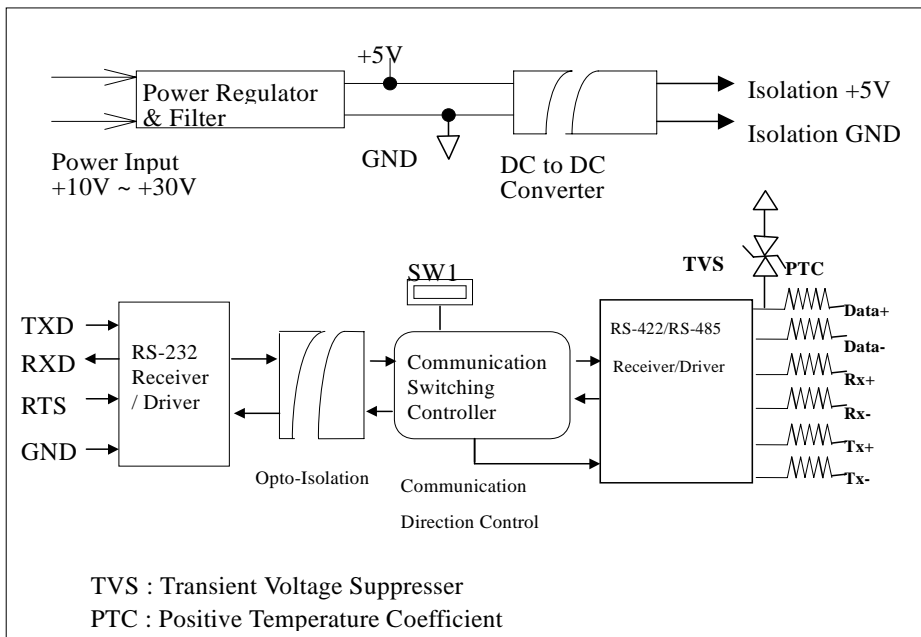 +5V
Power Regulator
& Filter
Isolation +5V
Isolation GND
Power Input
+10V ~ +30V
GND
DC to DC
Converter
TVS
PTC
SW1
TXD
RXD
RTS
GND
RS-232
Receiver
/ Driver
Opto-Isolation
Communication
Switching
Controller
Communication
Direction Control
RS-422/RS-485
Receiver/Driver
Data+
Data-
Rx+
Rx-
Tx+
Tx-
TVS : Transient Voltage Suppresser
PTC : Positive Temperature Coefficient